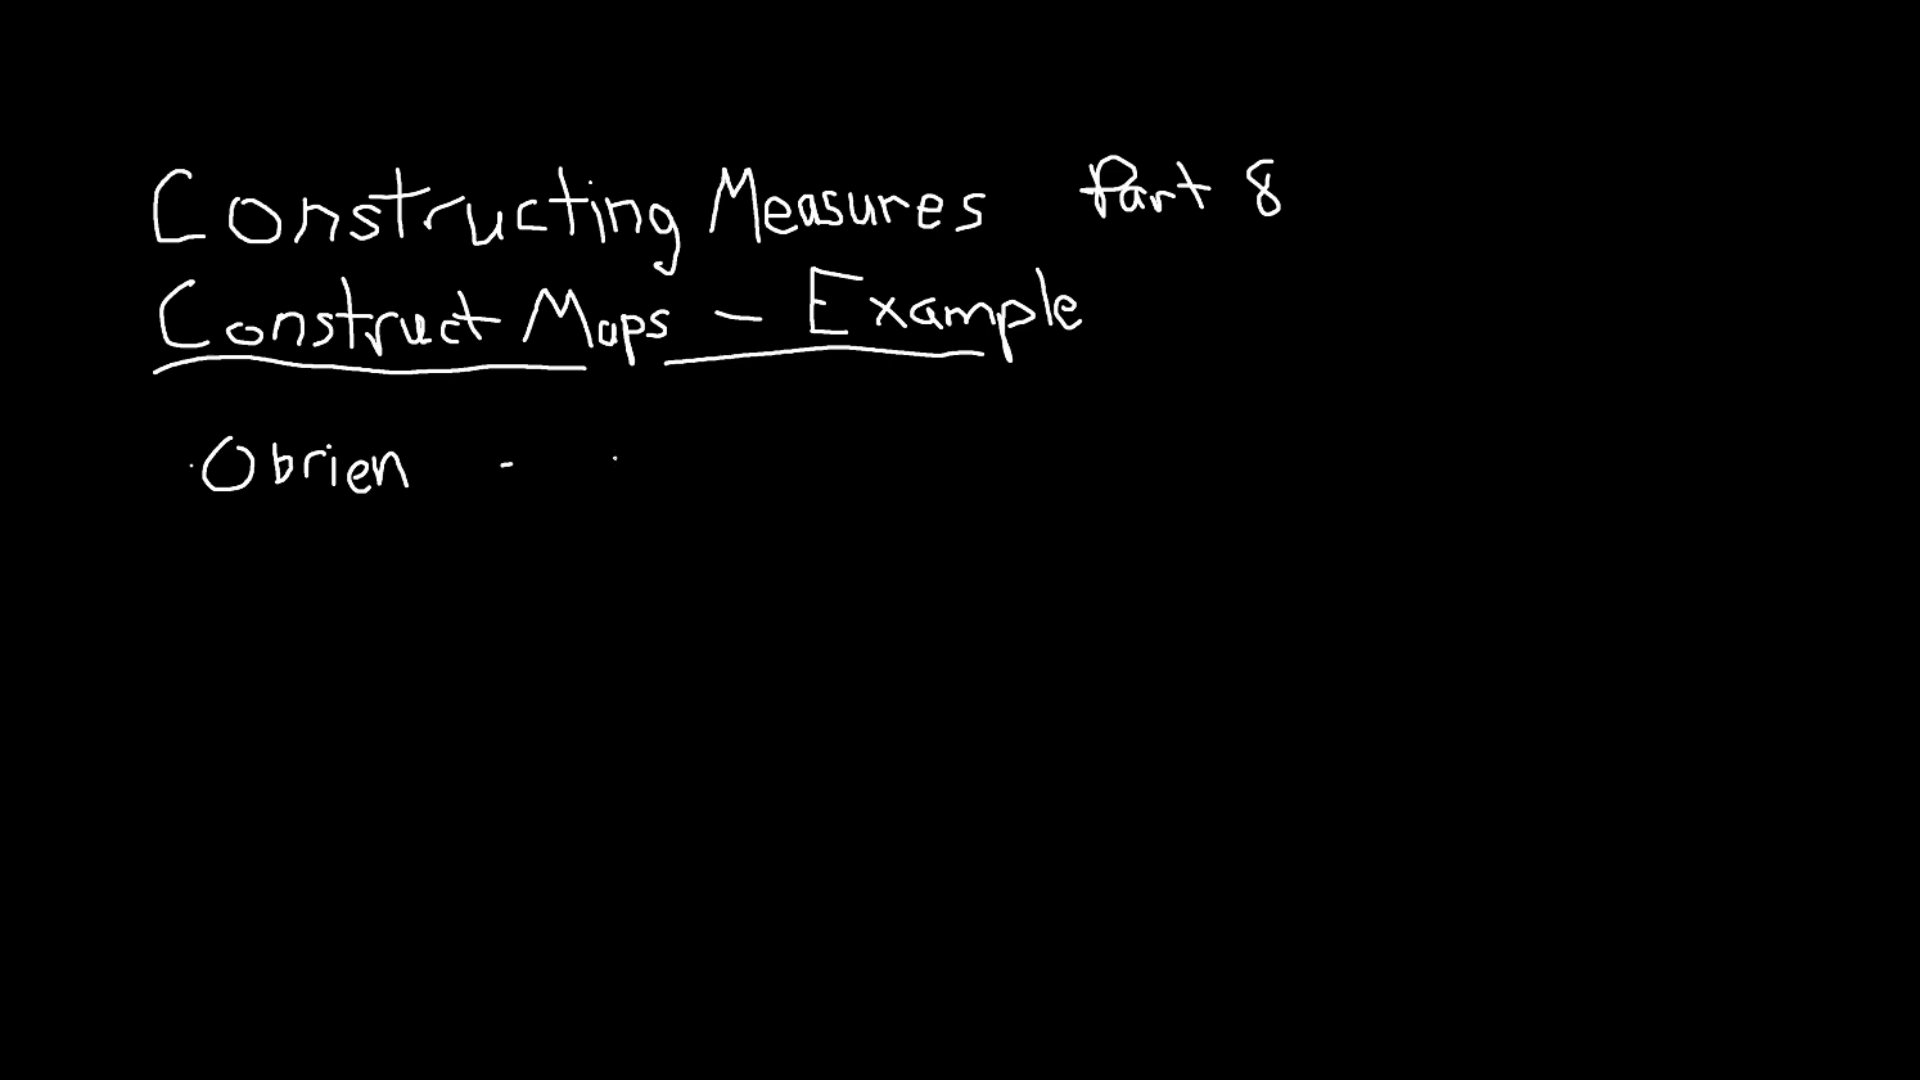 Constructing Measures Part 8
Construct Maps - Example
Obrien -